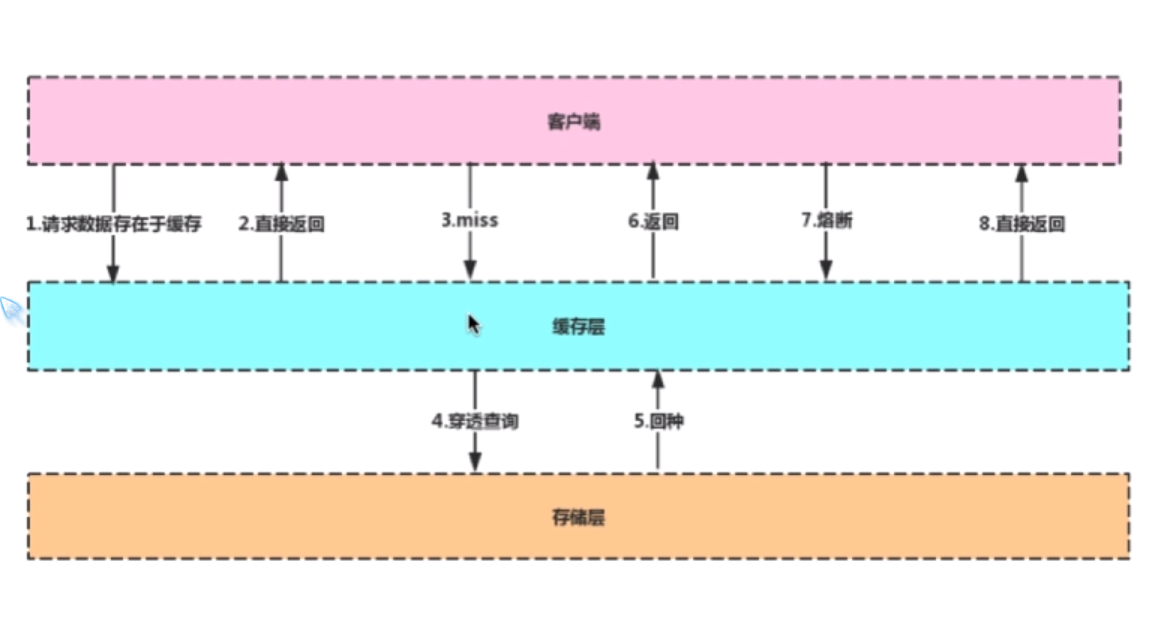 客户端
1.请求数据存在于缓存
2.直接返回
3.miss
6.返回
7.熔断
8.直接返回
缓存层
4.穿透查询
5.回种
存储层